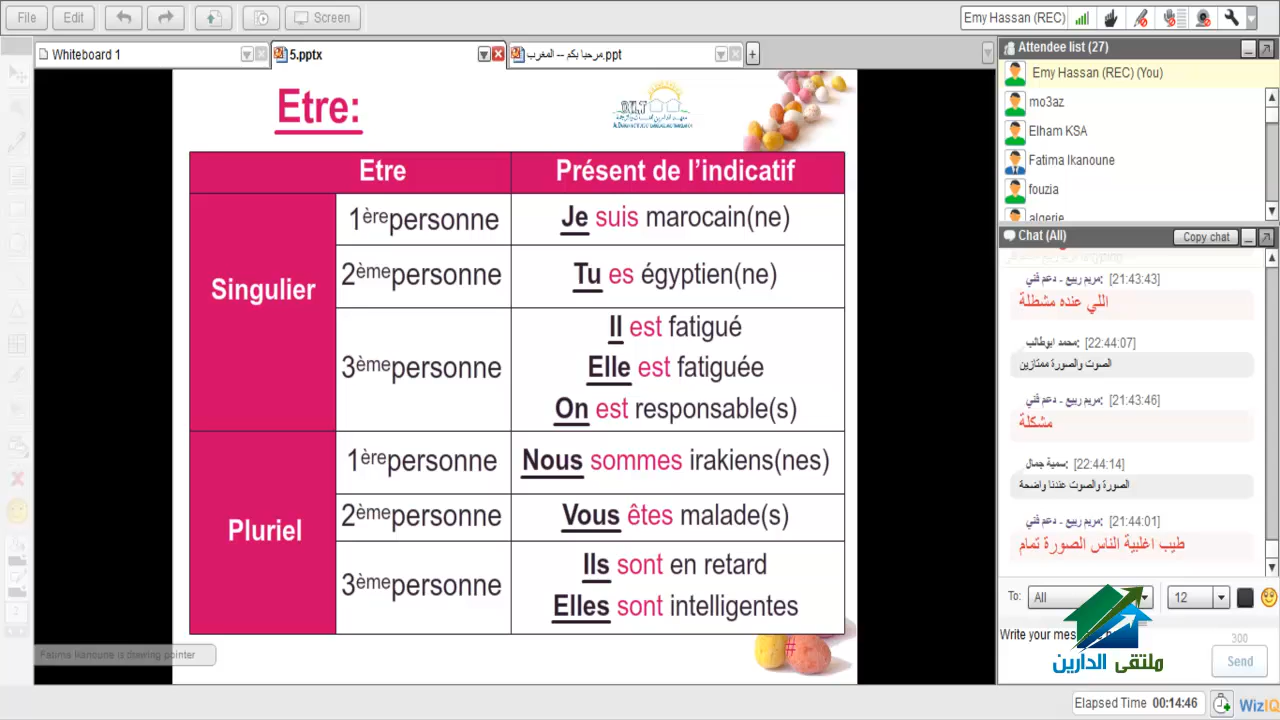 File
Edit
Screen
Emy Hassan (REC)
Whiteboard 1
5.pptx
مرحبا بكم -- المغرب.ppt
Attendee list (27)
Emy Hassan (REC) (You)
mo3az
Elham KSA
Fatima Ikanoune
fouzia
algerie
Etre:
Etre
Présent de l'indicatif
Singulier
1èrepersonne
Je suis marocain(ne)
2èmepersonne
Tu es égyptien(ne)
3èmepersonne
Il est fatigué
Elle est fatiguée
On est responsable(s)
Pluriel
1èrepersonne
Nous sommes irakiens(nes)
2èmepersonne
Vous êtes malade(s)
3èmepersonne
Ils sont en retard
Elles sont intelligentes
Fatima Ikanoune is drawing pointer
Chat (All)
Copy chat
مريم ربيع - دعم فني: [21:43:43]
اللي عنده مشطلة
محمد ابوطالب: [22:44:07]
الصوت والصورة ممتازين
مريم ربيع - دعم فني: [21:43:46]
مشكلة
سمية جمال: [22:44:14]
الصورة والصوت عندنا واضحة
مريم ربيع - دعم فني: [21:44:01]
طيب اغلبية الناس الصورة تمام
To:
All
12
Write your mes
300
Send
ملتقى الدارين
Elapsed Time 00:14:46
WizIQ